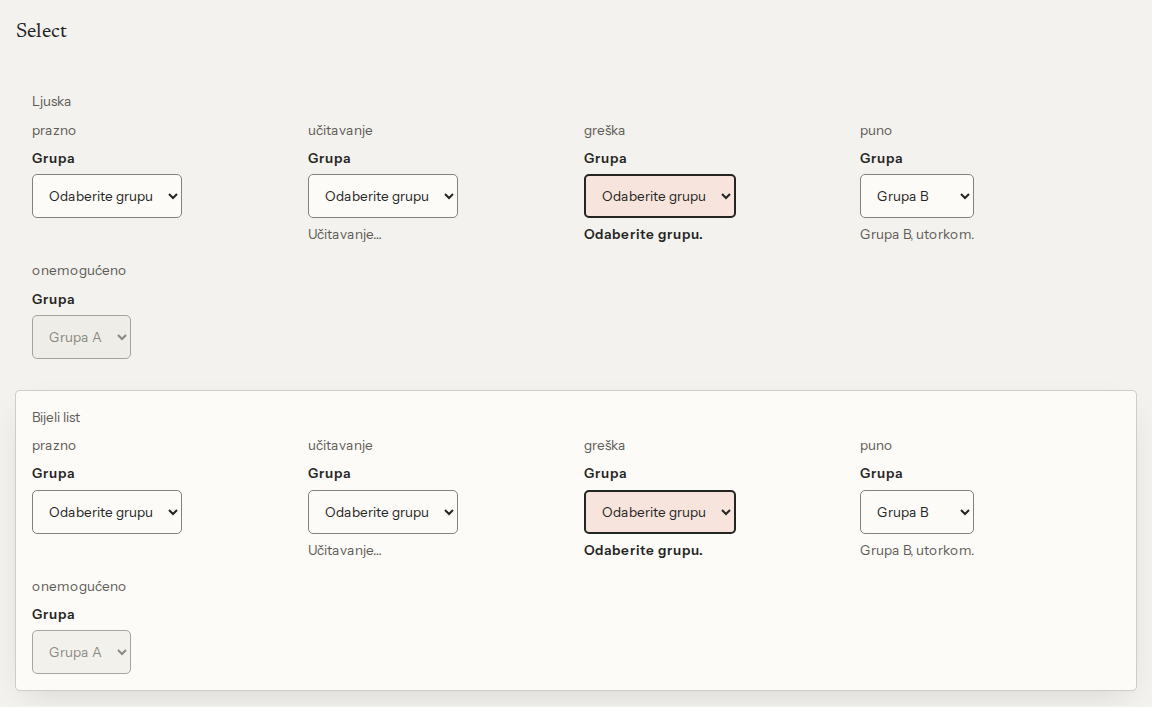 Select
Ljuska
prazno učitavanje greška puno
Grupa Grupa Grupa Grupa
Odaberite grupu Odaberite grupu Odaberite grupu Grupa B
Učitavanje… Odaberite grupu. Grupa B, utorkom.
onemogućeno
Grupa
Grupa A
Bijeli list
prazno učitavanje greška puno
Grupa Grupa Grupa Grupa
Odaberite grupu Odaberite grupu Odaberite grupu Grupa B
Učitavanje… Odaberite grupu. Grupa B, utorkom.
onemogućeno
Grupa
Grupa A